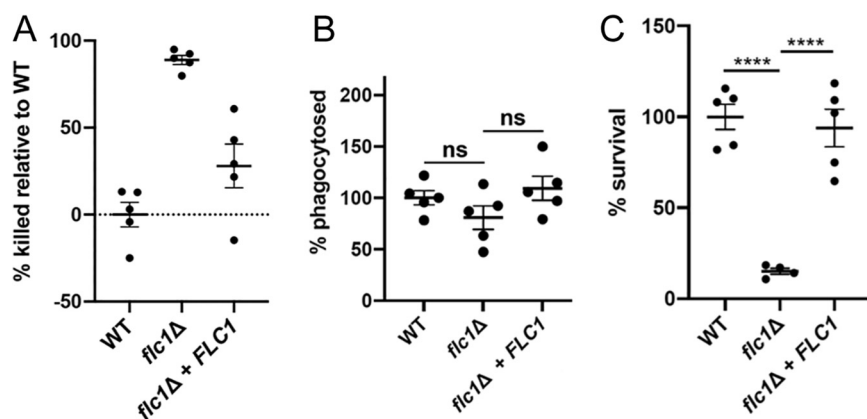 A
% killed relative to WT
100
50
0
-50
WT
flc1Δ
flc1Δ + FLC1
B
% phagocytosed
200
150
100
50
0
ns
ns
WT
flc1Δ
flc1Δ + FLC1
C
% survival
150
100
50
0
****
****
WT
flc1Δ
flc1Δ + FLC1